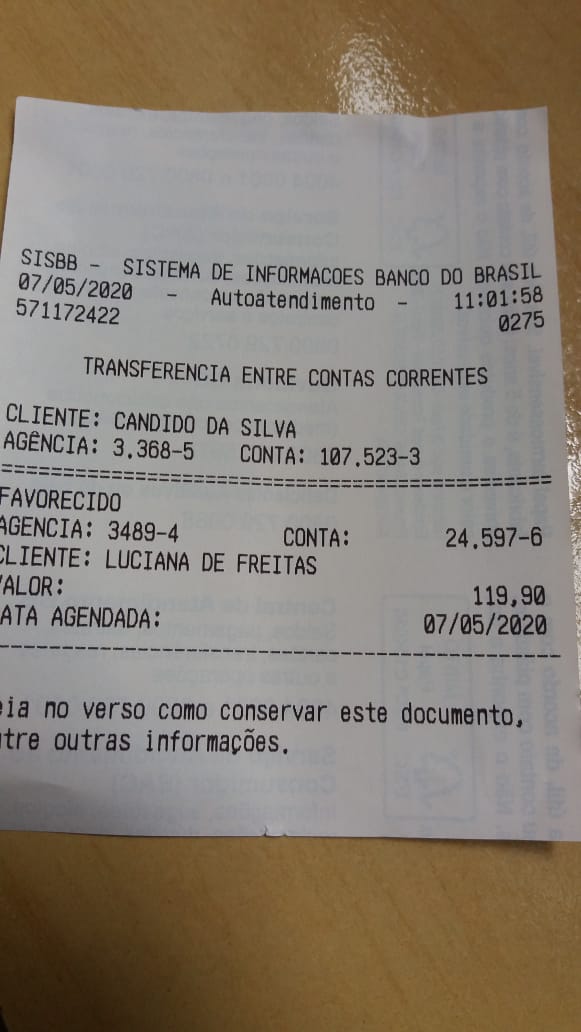 SISBB - SISTEMA DE INFORMACOES BANCO DO BRASIL
07/05/2020 - Autoatendimento - 11:01:58
571172422 0275
TRANSFERENCIA ENTRE CONTAS CORRENTES
CLIENTE: CANDIDO DA SILVA
AGÊNCIA: 3.368-5 CONTA: 107.523-3
================================================
FAVORECIDO
AGENCIA: 3489-4 CONTA: 24.597-6
CLIENTE: LUCIANA DE FREITAS
VALOR: 119,90
ATA AGENDADA: 07/05/2020
------------------------------------------------
eia no verso como conservar este documento,
tre outras informações.